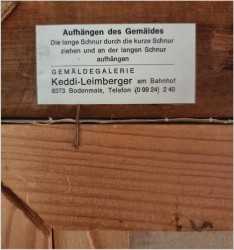 Aufhängen des Gemäldes
Die lange Schnur durch die kurze Schnur
ziehen und an der langen Schnur
aufhängen
GEMÄLDEGALERIE
Keddi-Leimberger am Bahnhof
8373 Bodenmais, Telefon (0 99 24) 2 40